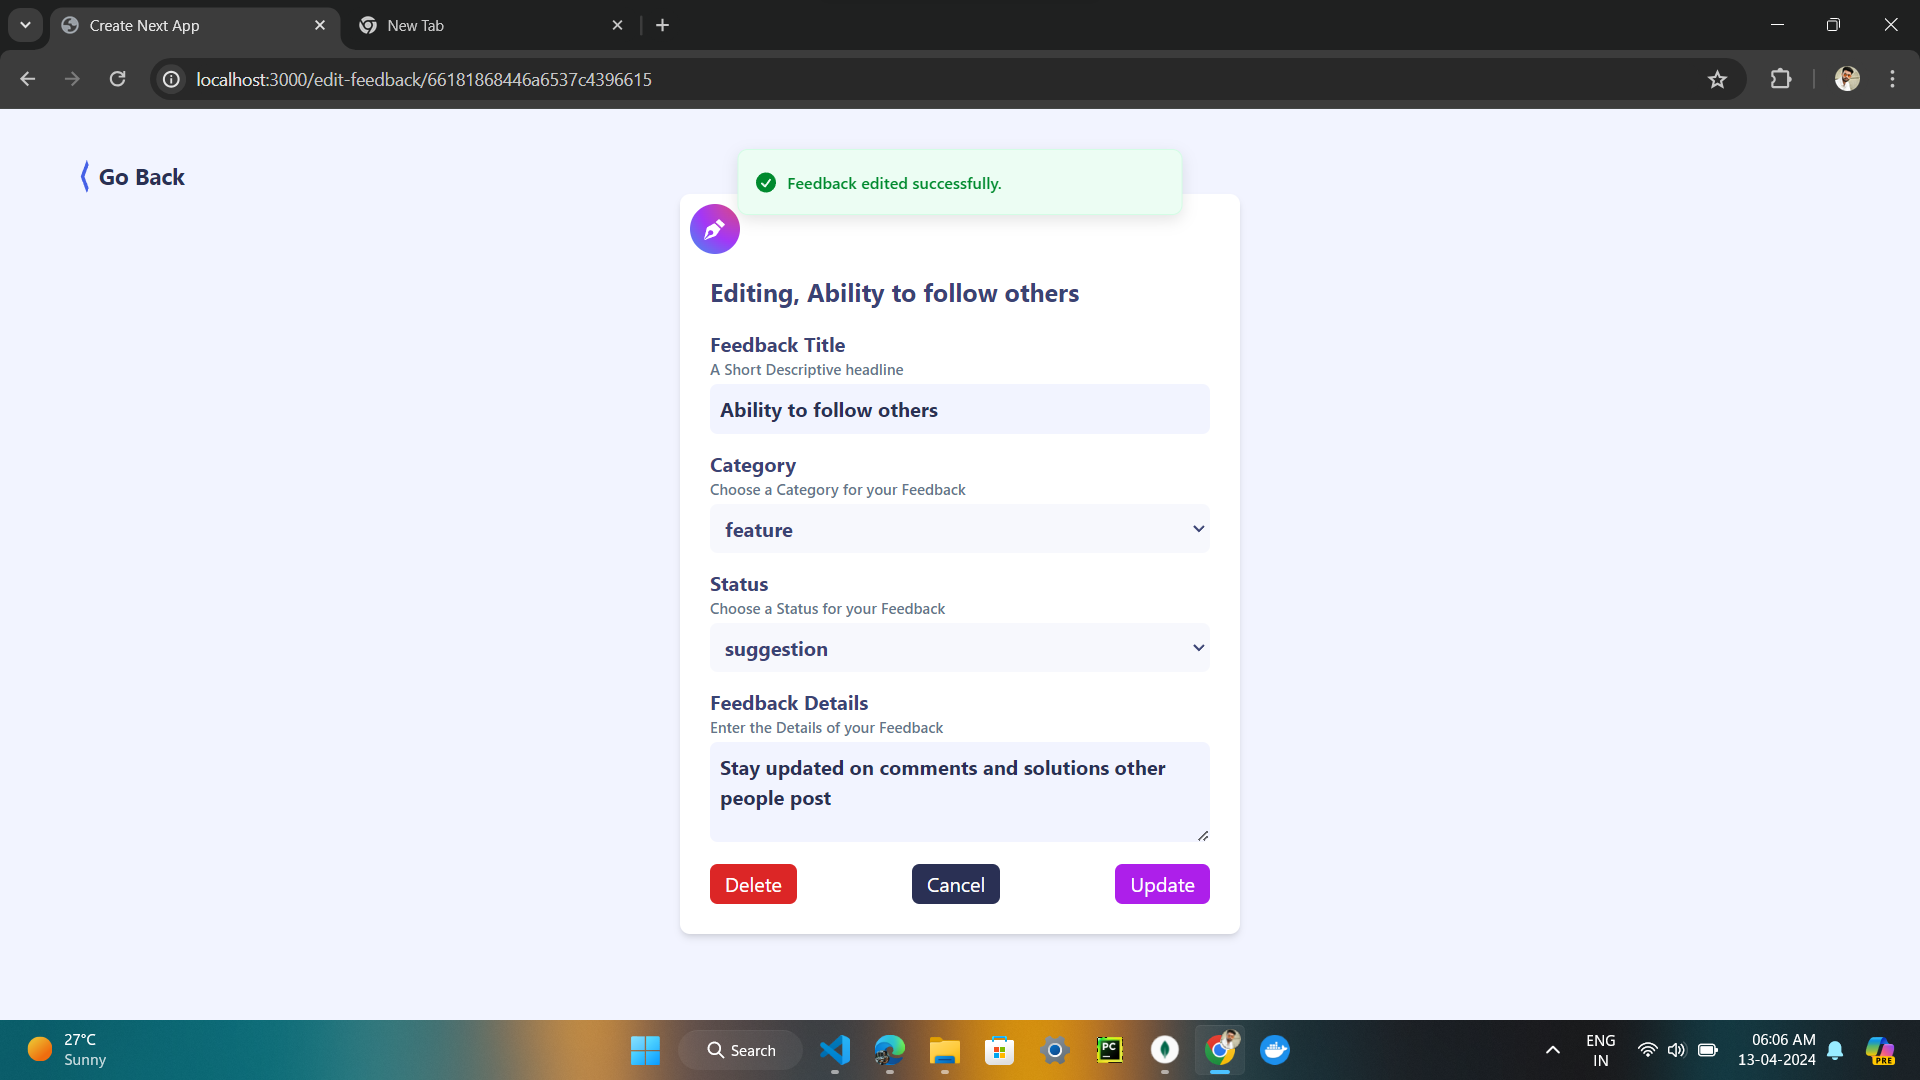 Create Next App
New Tab
localhost:3000/edit-feedback/66181868446a6537c4396615
Go Back
Feedback edited successfully.
Editing, Ability to follow others
Feedback Title
A Short Descriptive headline
Ability to follow others
Category
Choose a Category for your Feedback
feature
Status
Choose a Status for your Feedback
suggestion
Feedback Details
Enter the Details of your Feedback
Stay updated on comments and solutions other
people post
Delete
Cancel
Update
27°C
Sunny
Search
PC
ENG
IN
06:06 AM
13-04-2024
PRE